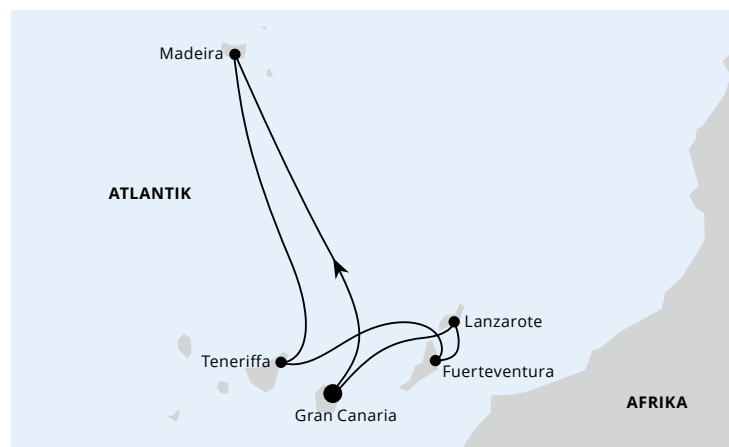 Madeira
ATLANTIK
Lanzarote
Teneriffa
Fuerteventura
AFRIKA
Gran Canaria